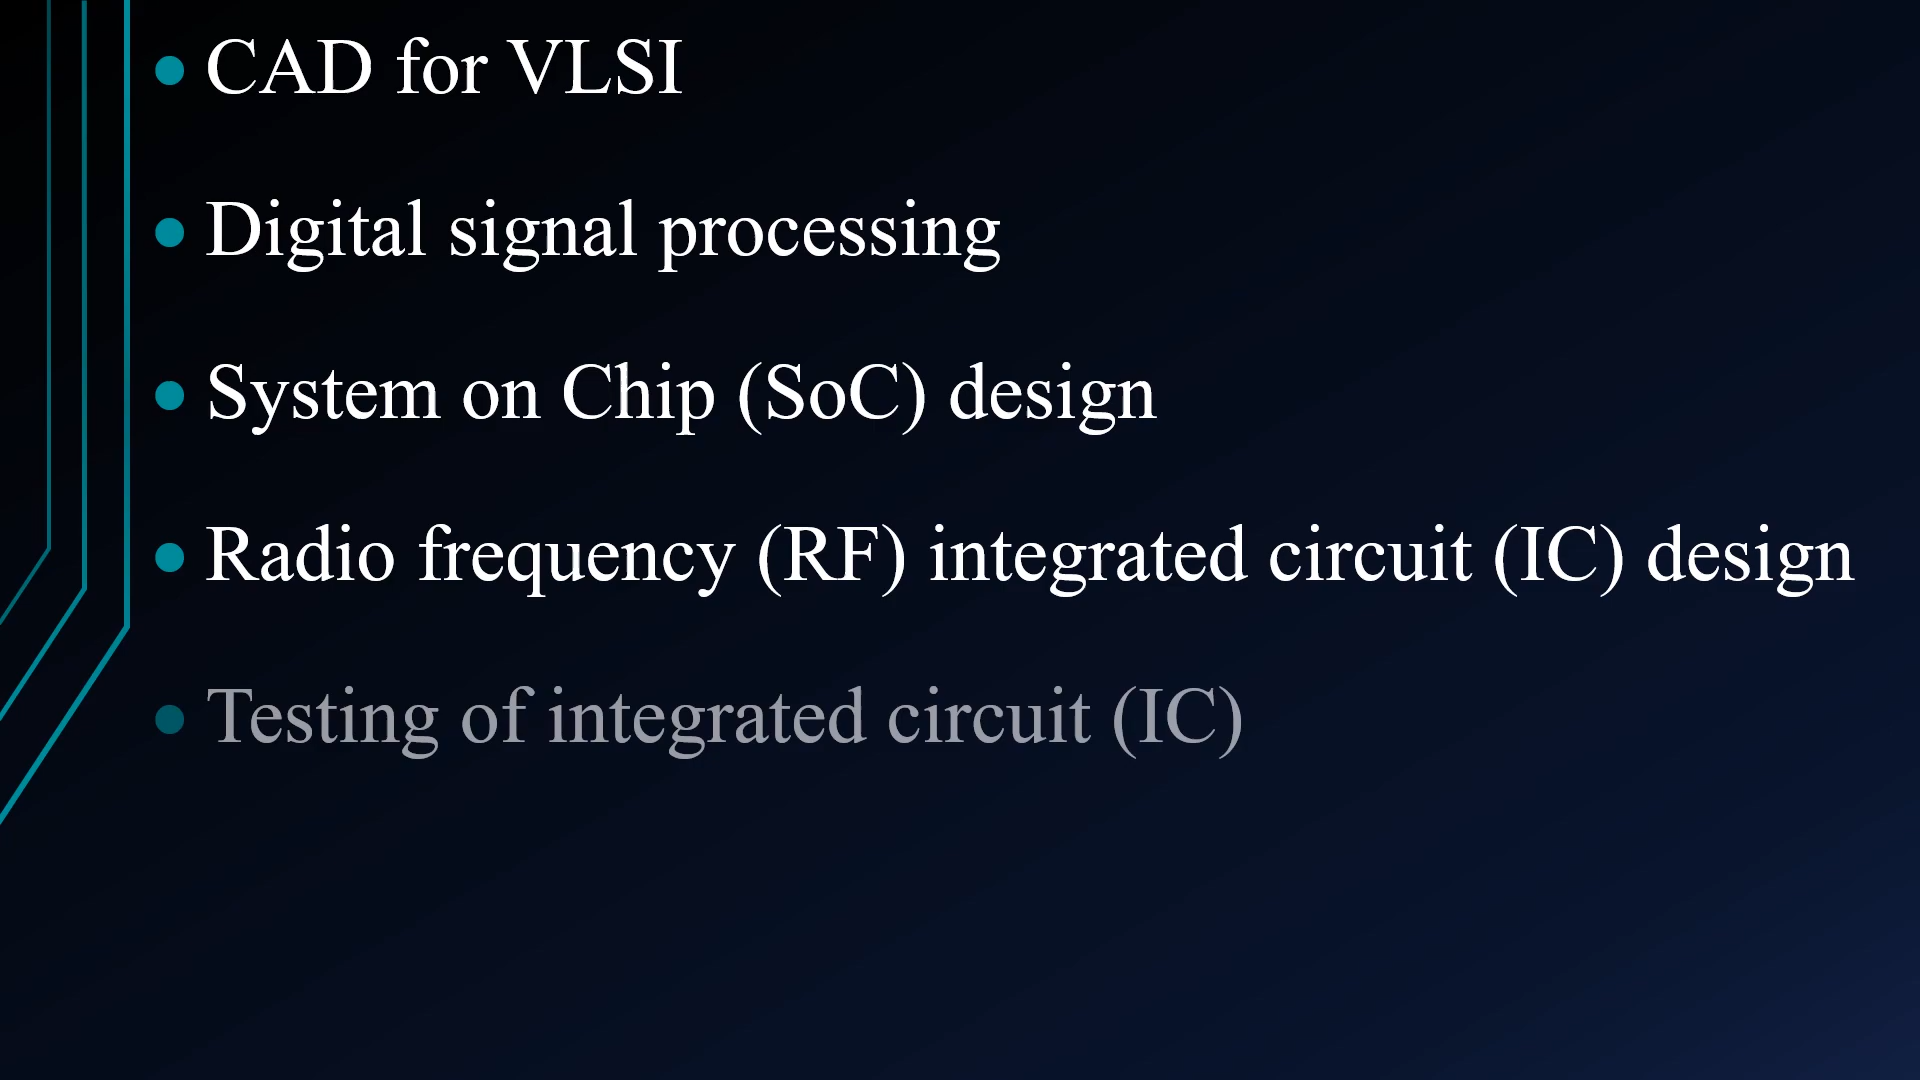 • CAD for VLSI
• Digital signal processing
• System on Chip (SoC) design
• Radio frequency (RF) integrated circuit (IC) design
• Testing of integrated circuit (IC)